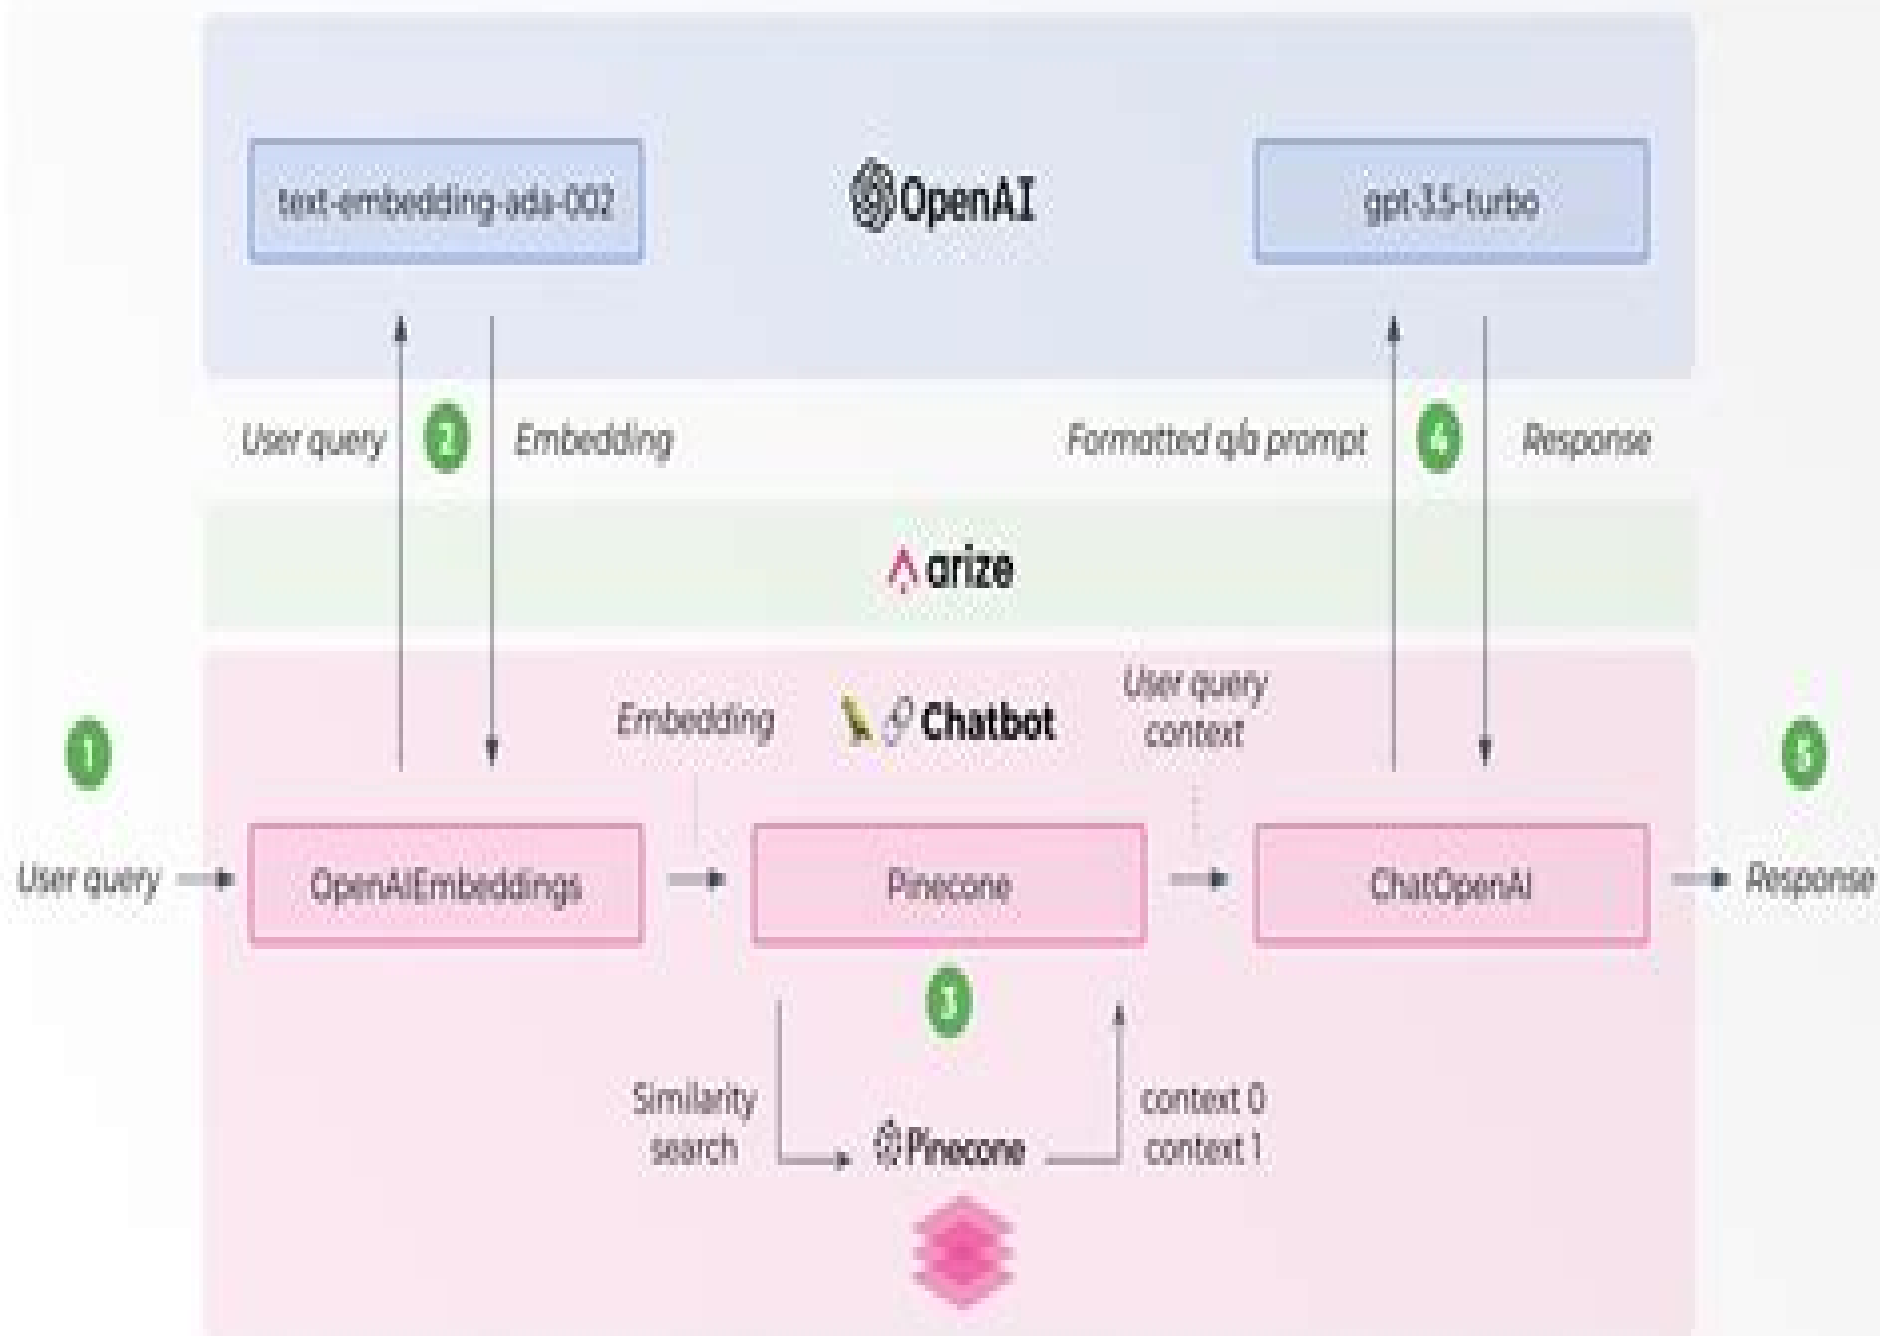 text-embedding-ada-002
OpenAI
gpt-3.5-turbo
User query
2
Embedding
Formatted q/a prompt
4
Response
arize
Embedding
Chatbot
User query
context
1
5
User query
OpenAIEmbeddings
Pinecone
ChatOpenAI
Response
3
Similarity
search
Pinecone
context 0
context 1